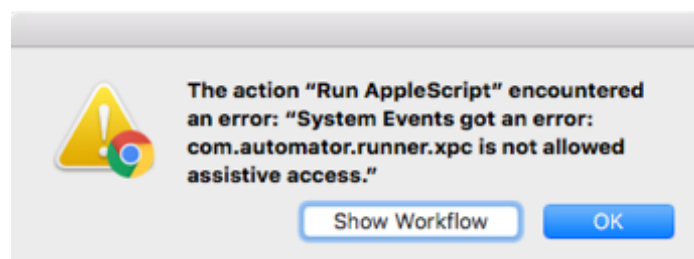 The action “Run AppleScript” encountered
an error: “System Events got an error:
com.automator.runner.xpc is not allowed
assistive access.”
Show Workflow OK